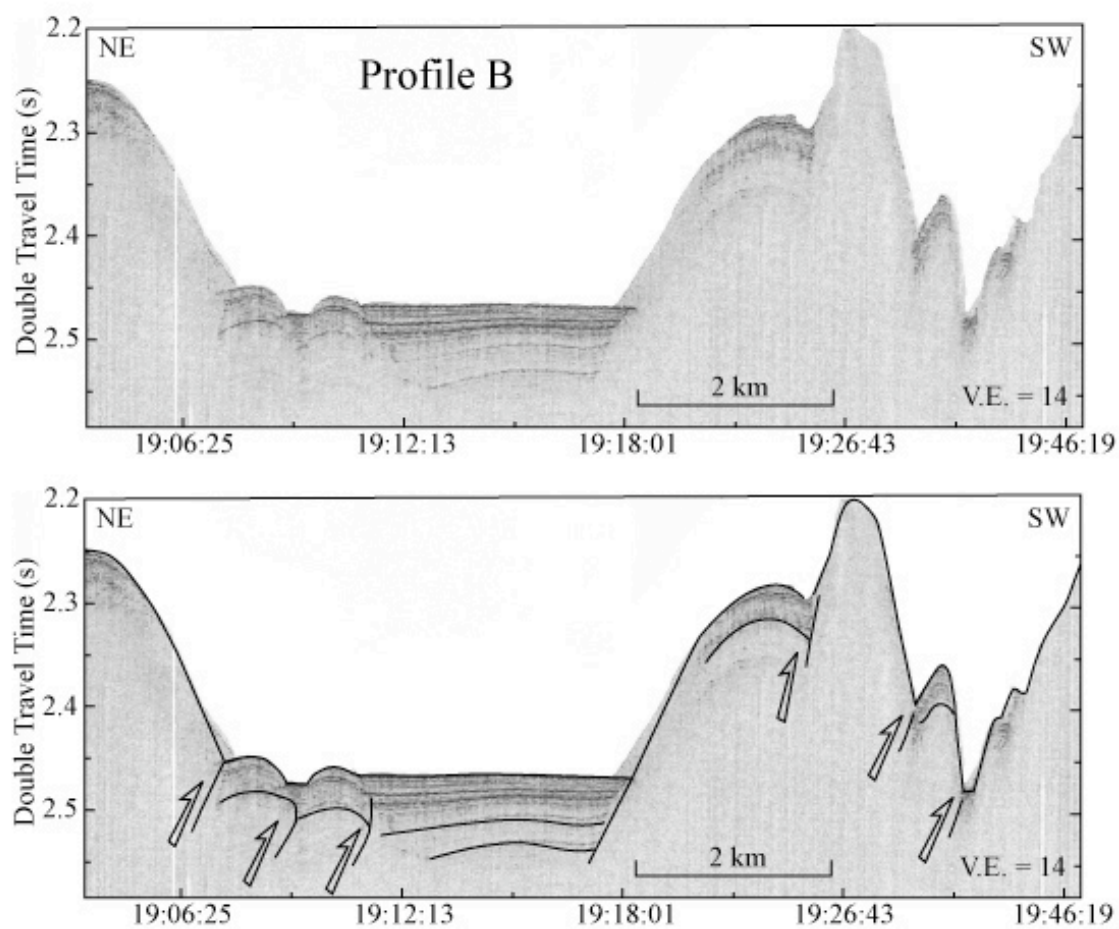 2.2
NE
Profile B
SW
2.3
2.4
2.5
Double Travel Time (s)
2 km
V.E. = 14
19:06:25
19:12:13
19:18:01
19:26:43
19:46:19
2.2
NE
SW
2.3
2.4
2.5
Double Travel Time (s)
2 km
V.E. = 14
19:06:25
19:12:13
19:18:01
19:26:43
19:46:19